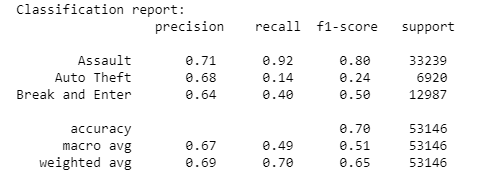 Classification report:
precision recall f1-score support
Assault 0.71 0.92 0.80 33239
Auto Theft 0.68 0.14 0.24 6920
Break and Enter 0.64 0.40 0.50 12987
accuracy 0.70 53146
macro avg 0.67 0.49 0.51 53146
weighted avg 0.69 0.70 0.65 53146